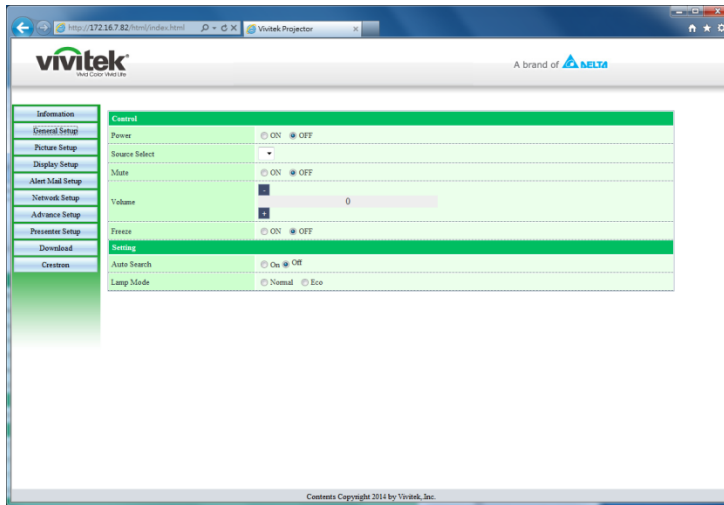 http://172.16.7.82/html/index.html
Vivitek Projector
vivitek
Vivid Color Vivid Life
A brand of DELTA
Information
General Setup
Picture Setup
Display Setup
Alert Mail Setup
Network Setup
Advance Setup
Presenter Setup
Download
Crestron
Control
Power ON OFF
Source Select
Mute ON OFF
-
Volume 0
+
Freeze ON OFF
Setting
Auto Search On Off
Lamp Mode Normal Eco
Contents Copyright 2014 by Vivitek, Inc.